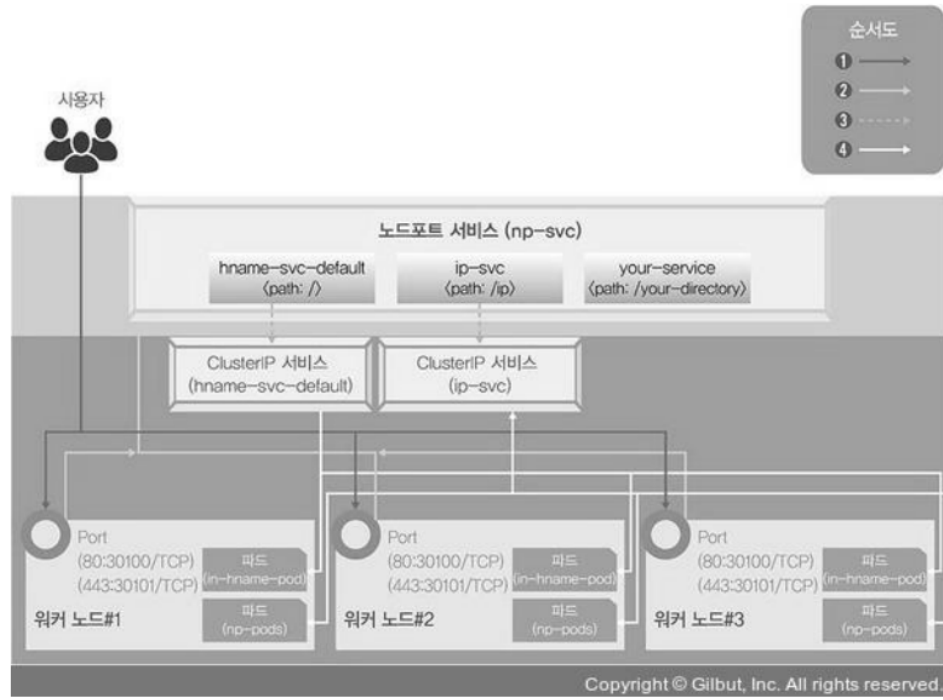 순서도
1
2
3
4
사용자
노드포트 서비스 (np-svc)
hname-svc-default
〈path: /〉
ip-svc
〈path: /ip〉
your-service
〈path: /your-directory〉
ClusterIP 서비스
(hname-svc-default)
ClusterIP 서비스
(ip-svc)
Port
(80:30100/TCP)
(443:30101/TCP)
워커 노드#1
파드
(in-hname-pod)
파드
(np-pods)
Port
(80:30100/TCP)
(443:30101/TCP)
워커 노드#2
파드
(in-hname-pod)
파드
(np-pods)
Port
(80:30100/TCP)
(443:30101/TCP)
워커 노드#3
파드
(in-hname-pod)
파드
(np-pods)
Copyright © Gilbut, Inc. All rights reserved.